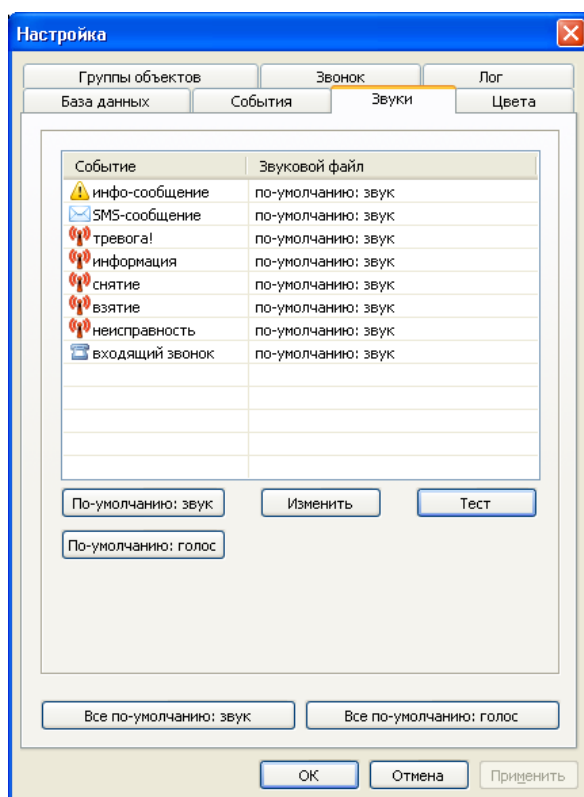 Настройка
Группы объектов Звонок Лог
База данных События Звуки Цвета
Событие Звуковой файл
инфо-сообщение по-умолчанию: звук
SMS-сообщение по-умолчанию: звук
тревога! по-умолчанию: звук
информация по-умолчанию: звук
снятие по-умолчанию: звук
взятие по-умолчанию: звук
неисправность по-умолчанию: звук
входящий звонок по-умолчанию: звук
По-умолчанию: звук Изменить Тест
По-умолчанию: голос
Все по-умолчанию: звук Все по-умолчанию: голос
ОК Отмена Применить